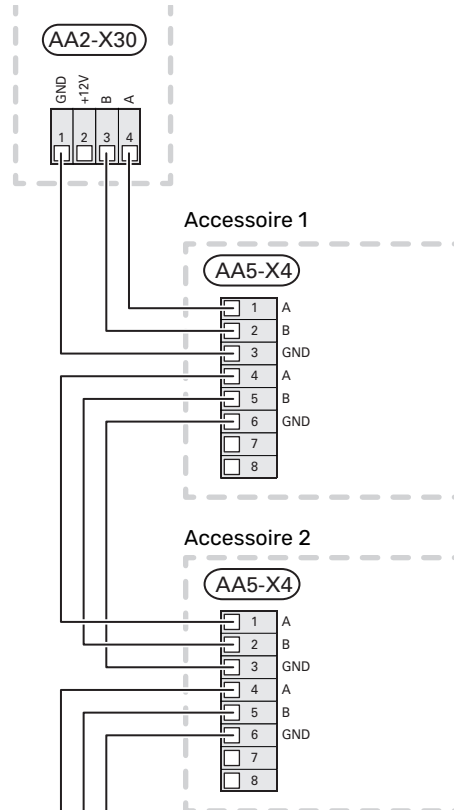 AA2-X30
GND +12V B A
1 2 3 4
Accessoire 1
AA5-X4
1 A
2 B
3 GND
4 A
5 B
6 GND
7
8
Accessoire 2
AA5-X4
1 A
2 B
3 GND
4 A
5 B
6 GND
7
8